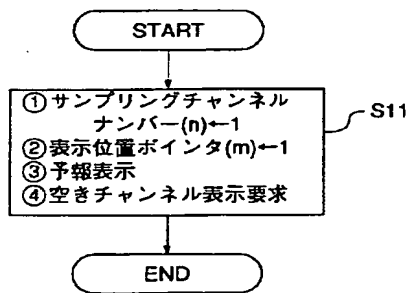 START
①サンプリングチャンネル
ナンバー(n)←1
②表示位置ポインタ(m)←1
③予報表示
④空きチャンネル表示要求
S11
END